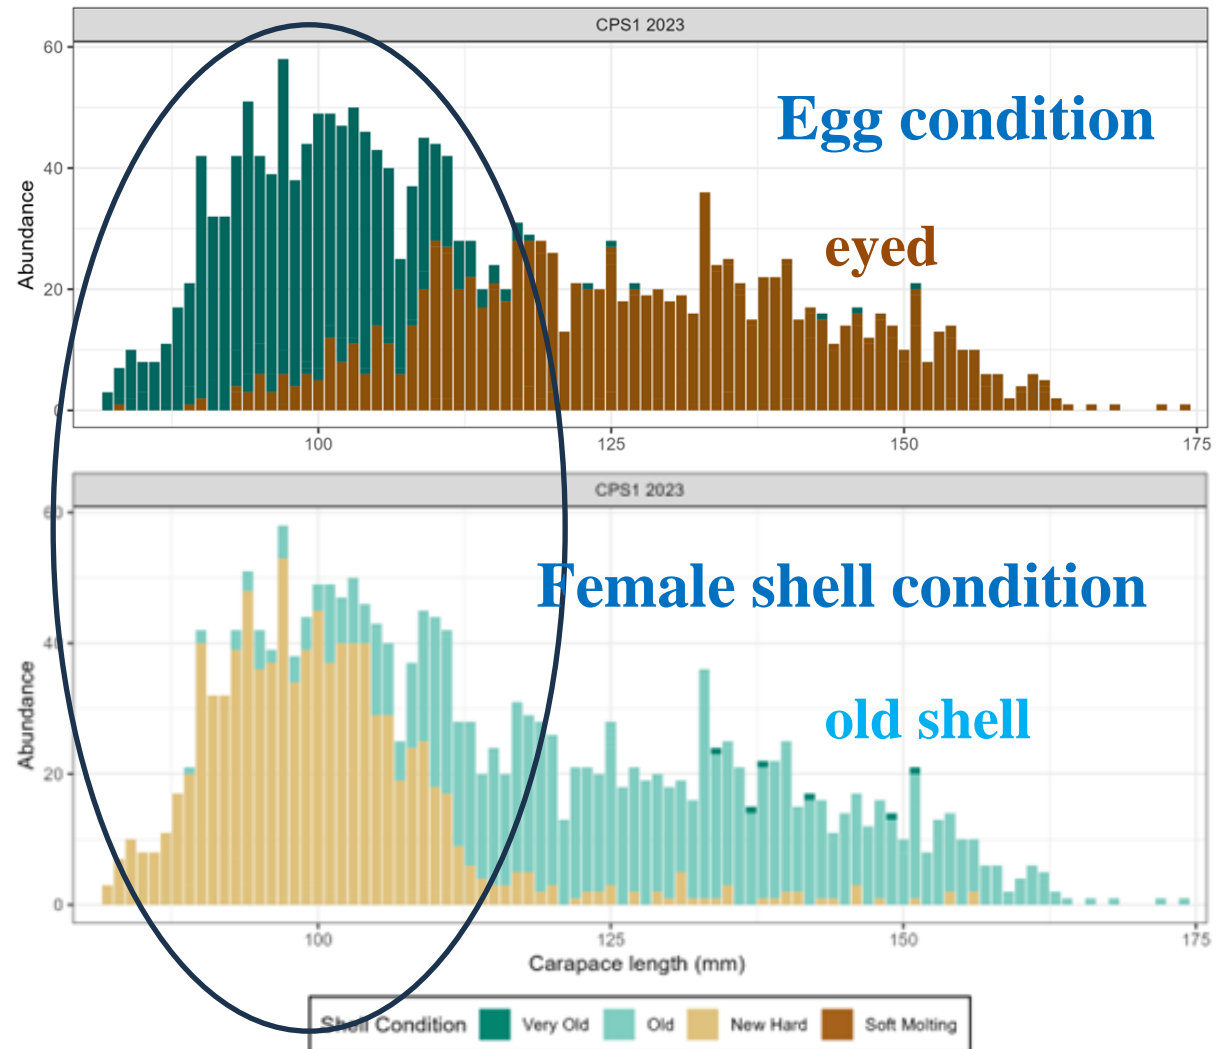 CPS1 2023
60
40
20
0
Abundance
Egg condition
eyed
100 125 150 175
CPS1 2023
60
40
20
0
Abundance
Female shell condition
old shell
100 125 150 175
Carapace length (mm)
Shell Condition Very Old Old New Hard Soft Molting